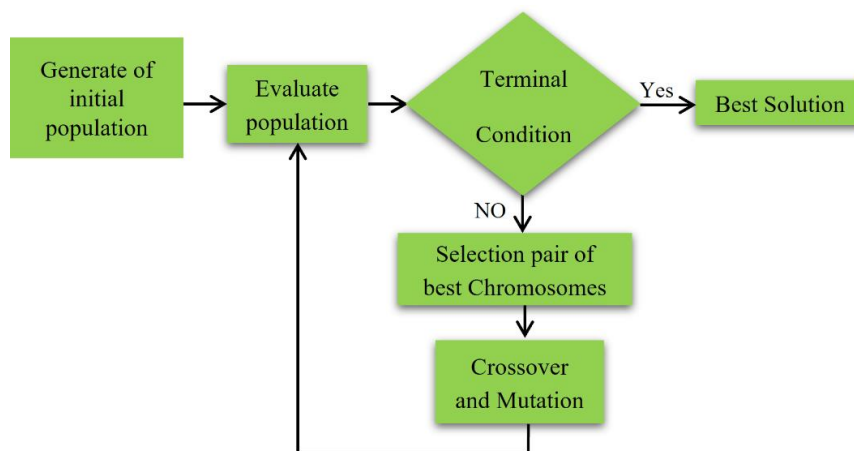 Generate of
initial
population
Evaluate
population
Terminal
Condition
Yes
Best Solution
NO
Selection pair of
best Chromosomes
Crossover
and Mutation